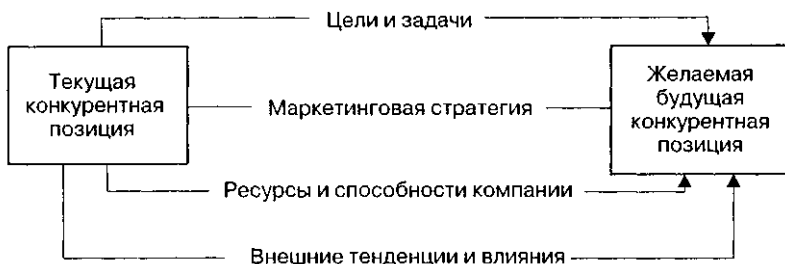 Цели и задачи
Текущая
конкурентная
позиция
Маркетинговая стратегия
Желаемая
будущая
конкурентная
позиция
Ресурсы и способности компании
Внешние тенденции и влияния